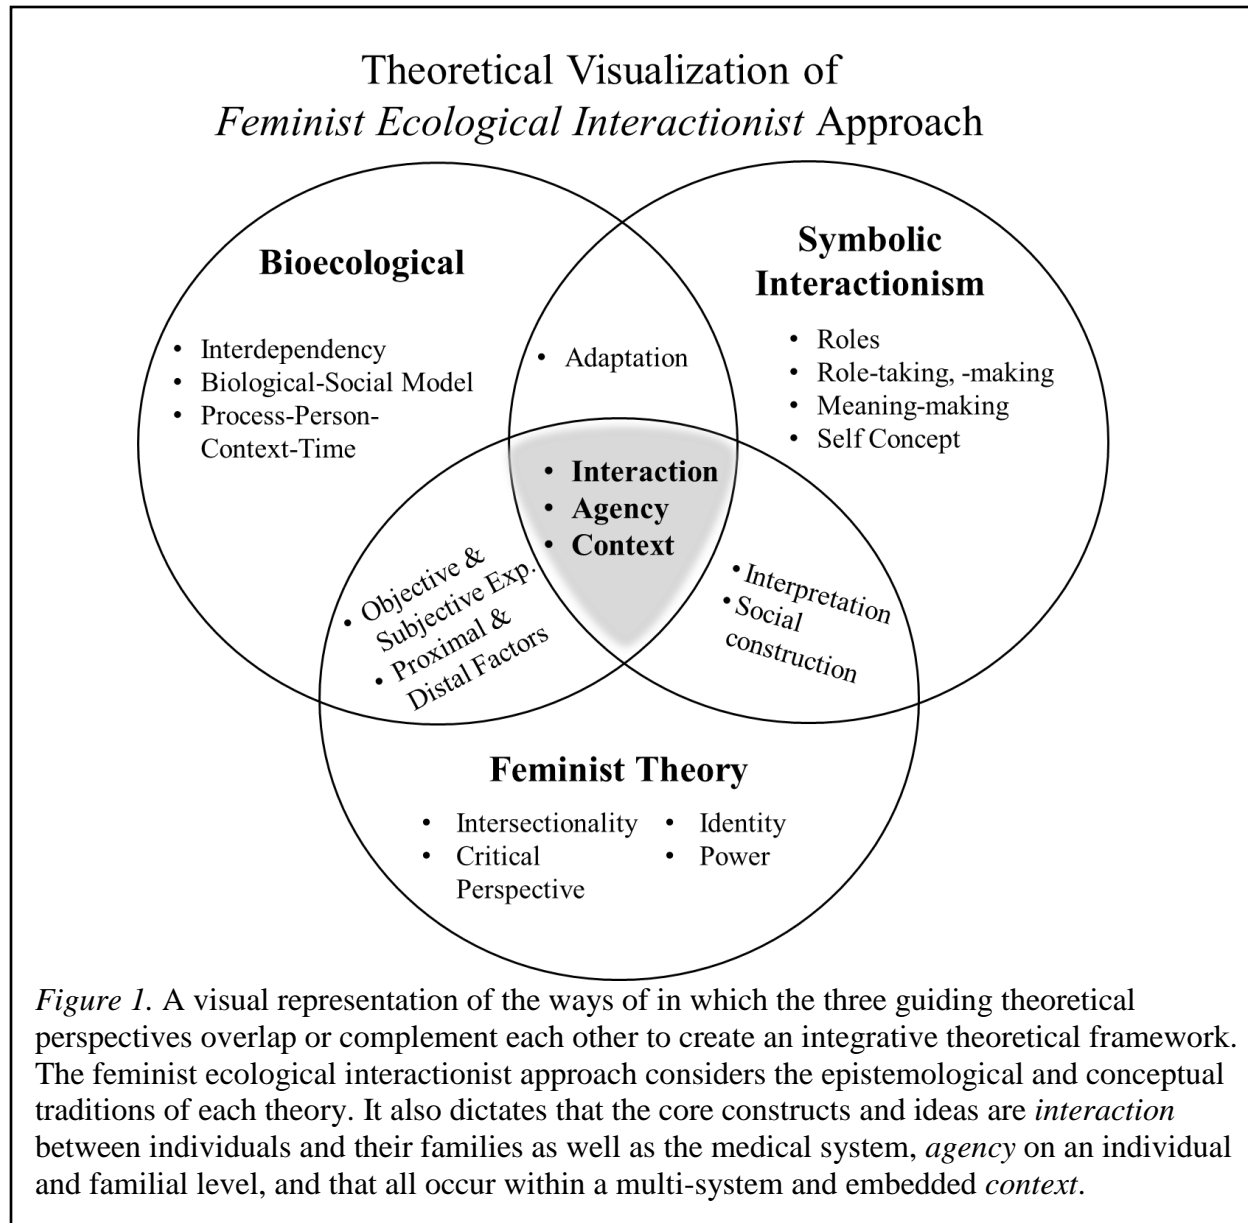 Theoretical Visualization of
Feminist Ecological Interactionist Approach
Bioecological
• Interdependency
• Biological-Social Model
• Process-Person-
Context-Time
Symbolic
Interactionism
• Roles
• Role-taking, -making
• Meaning-making
• Self Concept
• Adaptation
• Interaction
• Agency
• Context
• Objective &
Subjective Exp.
• Proximal &
Distal Factors
• Interpretation
• Social
construction
Feminist Theory
• Intersectionality
• Critical
Perspective
• Identity
• Power
Figure 1. A visual representation of the ways of in which the three guiding theoretical
perspectives overlap or complement each other to create an integrative theoretical framework.
The feminist ecological interactionist approach considers the epistemological and conceptual
traditions of each theory. It also dictates that the core constructs and ideas are interaction
between individuals and their families as well as the medical system, agency on an individual
and familial level, and that all occur within a multi-system and embedded context.